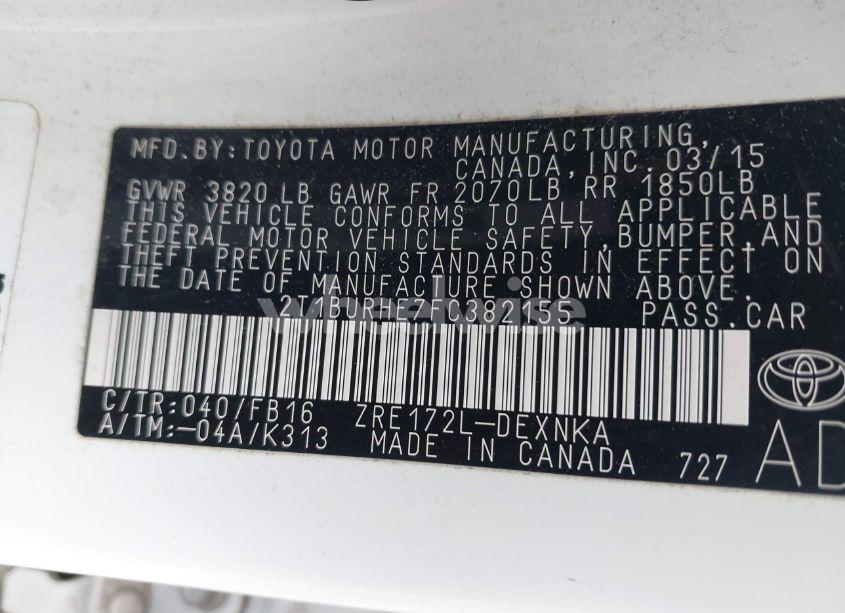 MFD.BY:TOYOTA MOTOR MANUFACTURING,
CANADA,INC.03/15
GVWR 3820 LB GAWR FR 2070LB, RR 1850LB
THIS VEHICLE CONFORMS TO ALL APPLICABLE
FEDERAL MOTOR VEHICLE SAFETY,BUMPER,AND
THEFT PREVENTION STANDARDS IN EFFECT ON
THE DATE OF MANUFACTURE SHOWN ABOVE.
PASS.CAR
wheelwise
C/TR:040/FB16 ZRE172L-DEXNKA
A/TM:-04A/K313 MADE IN CANADA 727